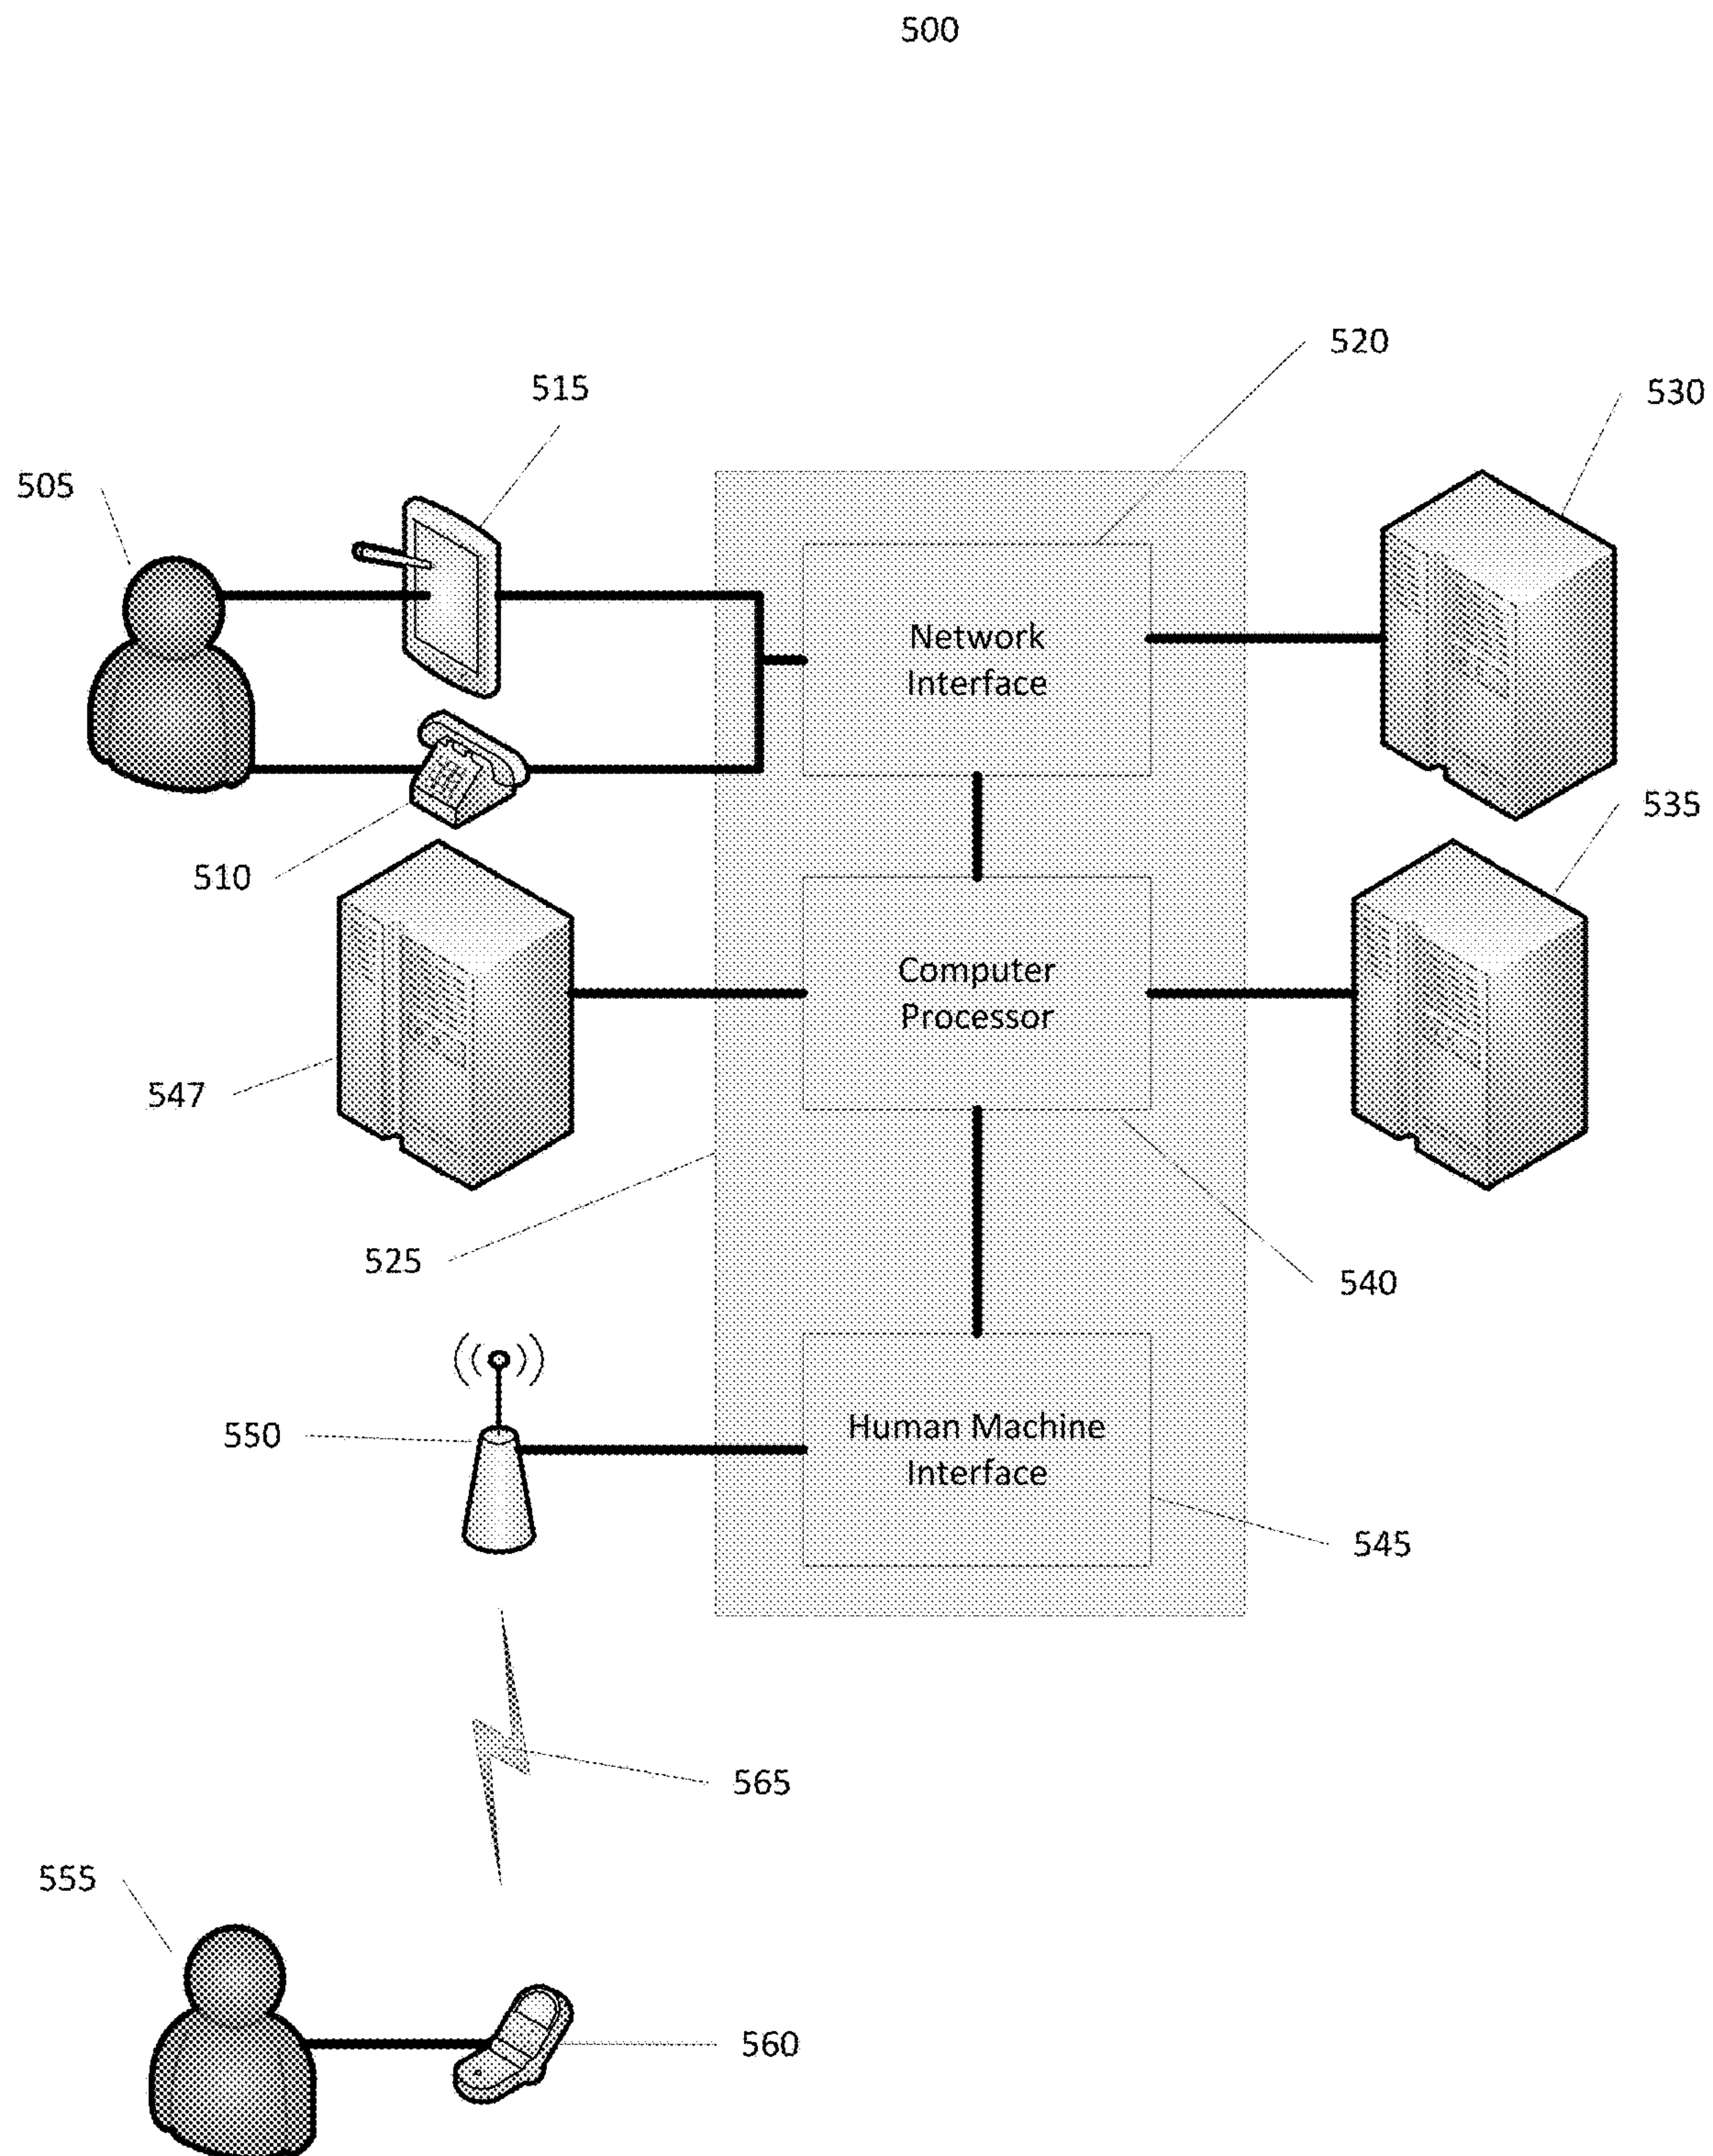 500
520
530
515
505
Network
Interface
535
510
Computer
Processor
547
525
540
550
Human Machine
Interface
545
565
555
560